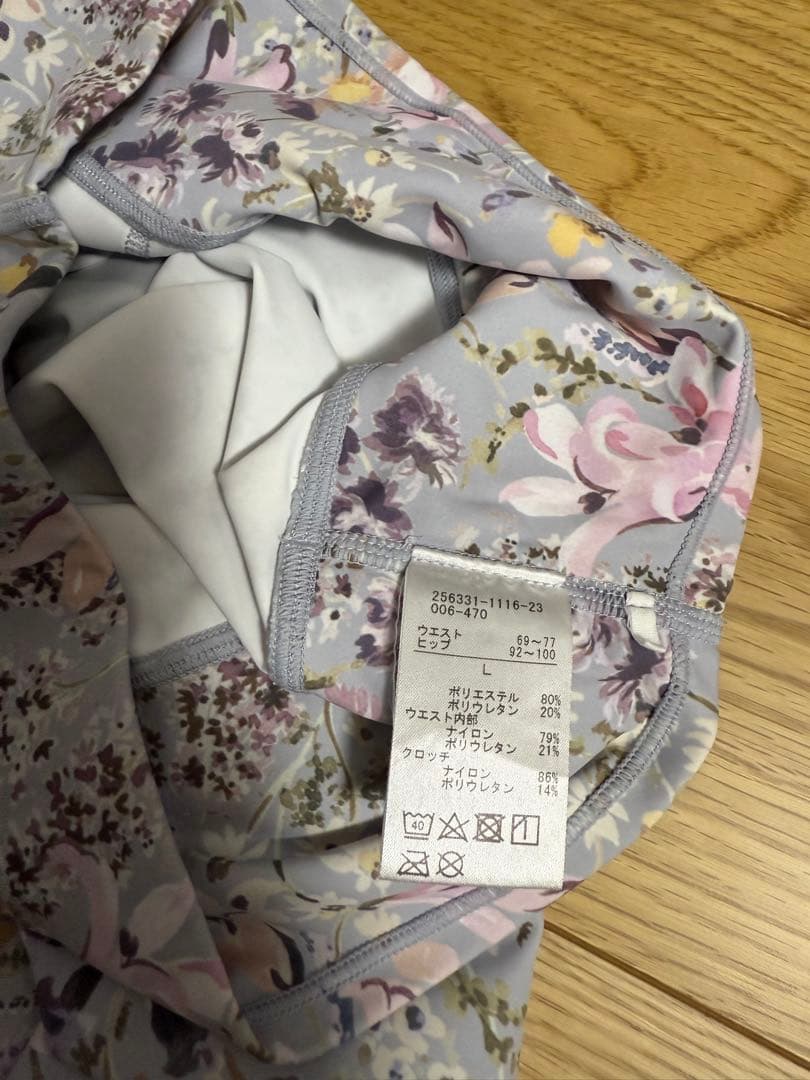 256331-1116-23
006-470
ウエスト 69～77
ヒップ 92～100
L
ポリエステル 80%
ポリウレタン 20%
ウエスト内部
ナイロン 79%
ポリウレタン 21%
クロッチ
ナイロン 86%
ポリウレタン 14%
40